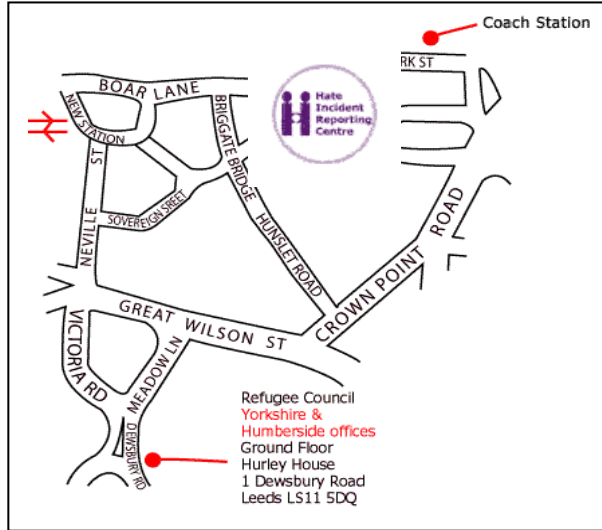 Coach Station
RK ST
BOAR LANE
Hate
Incident
Reporting
Centre
NEW STATION
ST
BRIGGATE
BRIDGE
SOVEREIGN SREET
NEVILLE
HUNSLET ROAD
ROAD
CROWN POINT
GREAT WILSON ST
VICTORIA RD
MEADOW LN
DEWSBURY RD
Refugee Council
Yorkshire &
Humberside offices
Ground Floor
Hurley House
1 Dewsbury Road
Leeds LS11 5DQ